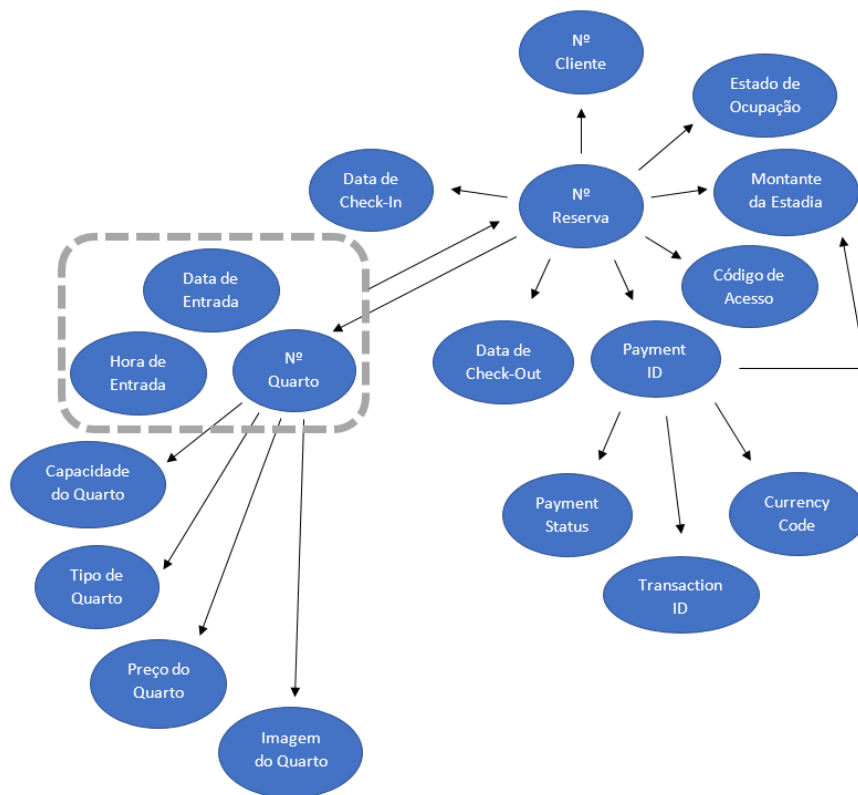 Nº
Cliente
Estado de
Ocupação
Data de
Check-In
Nº
Reserva
Montante
da Estadia
Data de
Entrada
Código de
Acesso
Hora de
Entrada
Nº
Quarto
Data de
Check-Out
Payment
ID
Capacidade
do Quarto
Payment
Status
Currency
Code
Tipo de
Quarto
Transaction
ID
Preço do
Quarto
Imagem
do Quarto